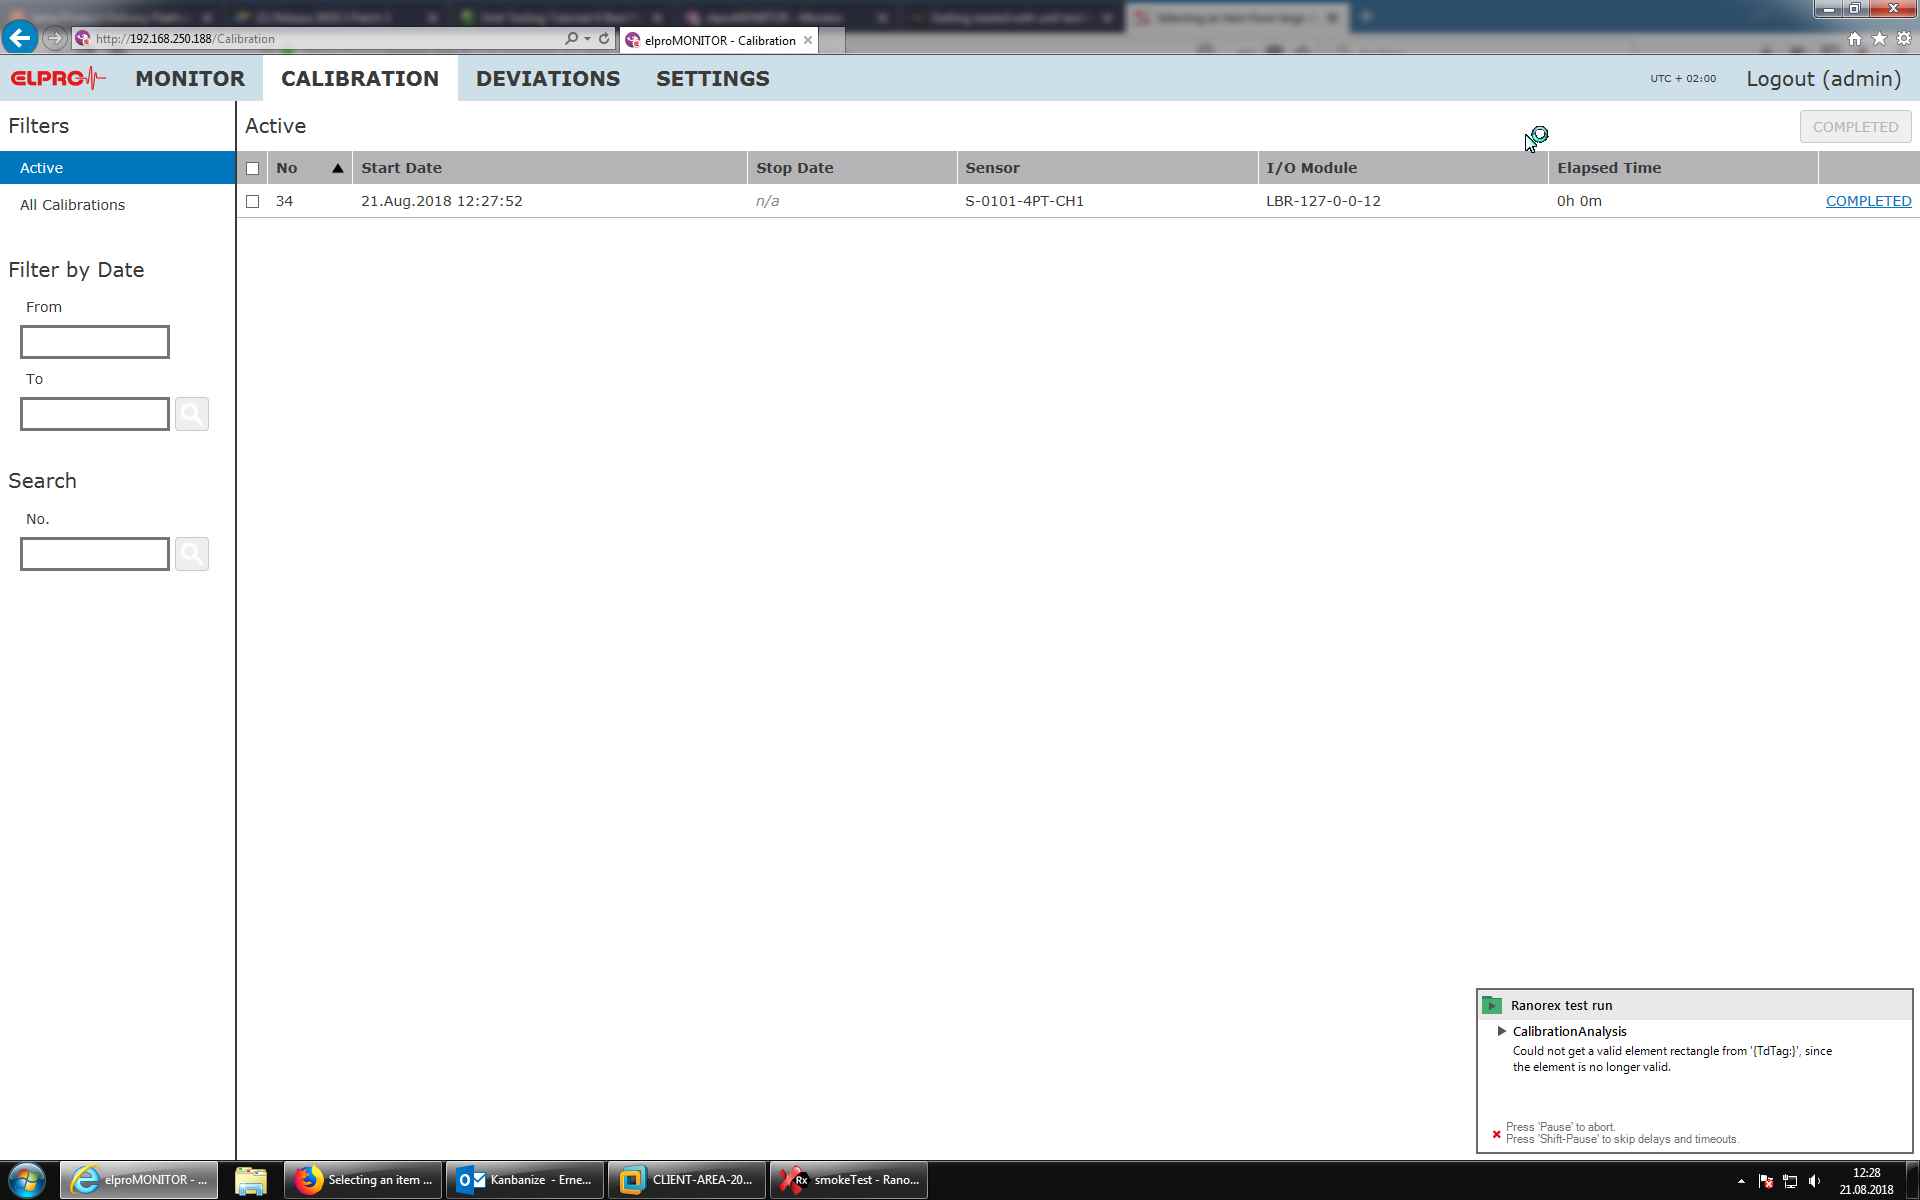 http://192.168.250.188/Calibration
elproMONITOR - Calibration
ELPRO MONITOR CALIBRATION DEVIATIONS SETTINGS UTC + 02:00 Logout (admin)
Filters
Active
All Calibrations
Filter by Date
From
To
Search
No.
Active COMPLETED
No Start Date Stop Date Sensor I/O Module Elapsed Time
34 21.Aug.2018 12:27:52 n/a S-0101-4PT-CH1 LBR-127-0-0-12 0h 0m COMPLETED
Ranorex test run
CalibrationAnalysis
Could not get a valid element rectangle from '{TdTag:}', since
the element is no longer valid.
Press 'Pause' to abort.
Press 'Shift-Pause' to skip delays and timeouts.
elproMONITOR - ... Selecting an item ... Kanbanize - Erne... CLIENT-AREA-20... Rx smokeTest - Rano...
12:28
21.08.2018